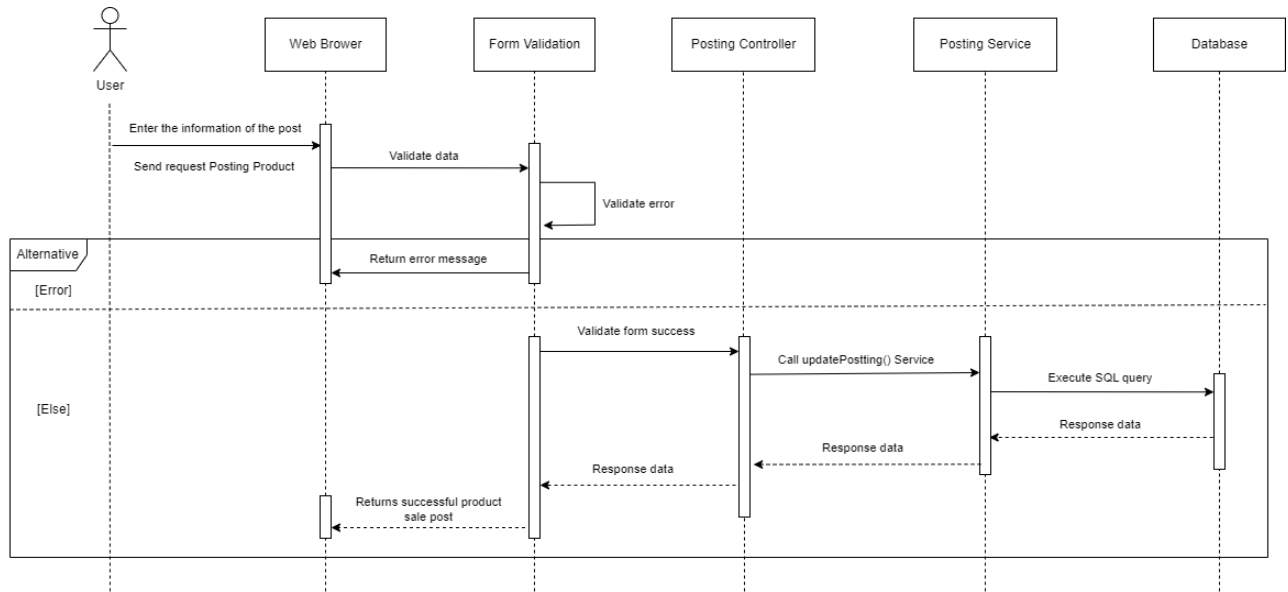 Web Brower
Form Validation
Posting Controller
Posting Service
Database
User
Enter the information of the post
Send request Posting Product
Validate data
Validate error
Alternative
Return error message
[Error]
Validate form success
Call updatePostting() Service
Execute SQL query
[Else]
Response data
Response data
Response data
Returns successful product
sale post